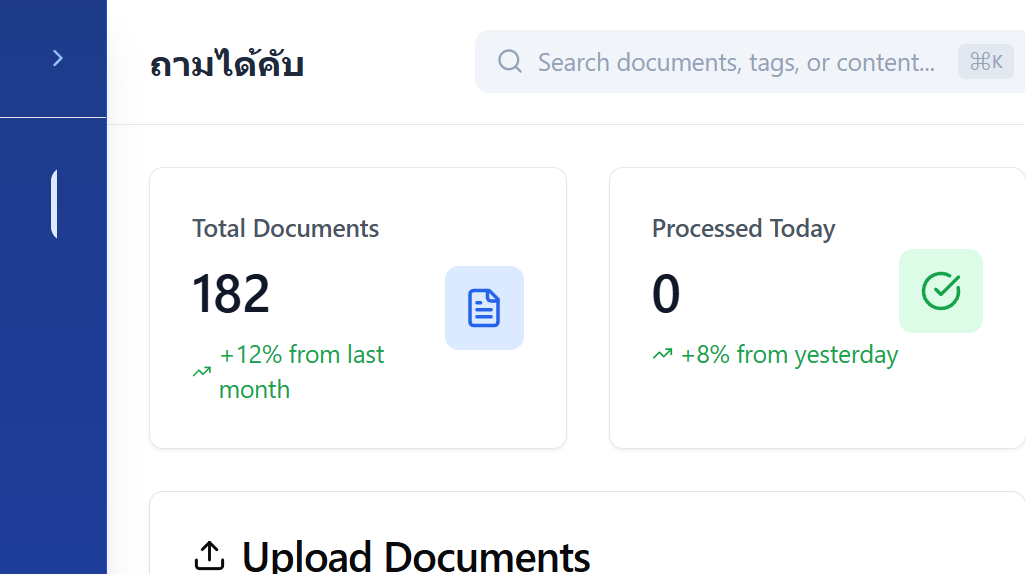 ถามได้คับ
Search documents, tags, or content...
⌘K
Total Documents
182
+12% from last
month
Processed Today
0
+8% from yesterday
Upload Documents